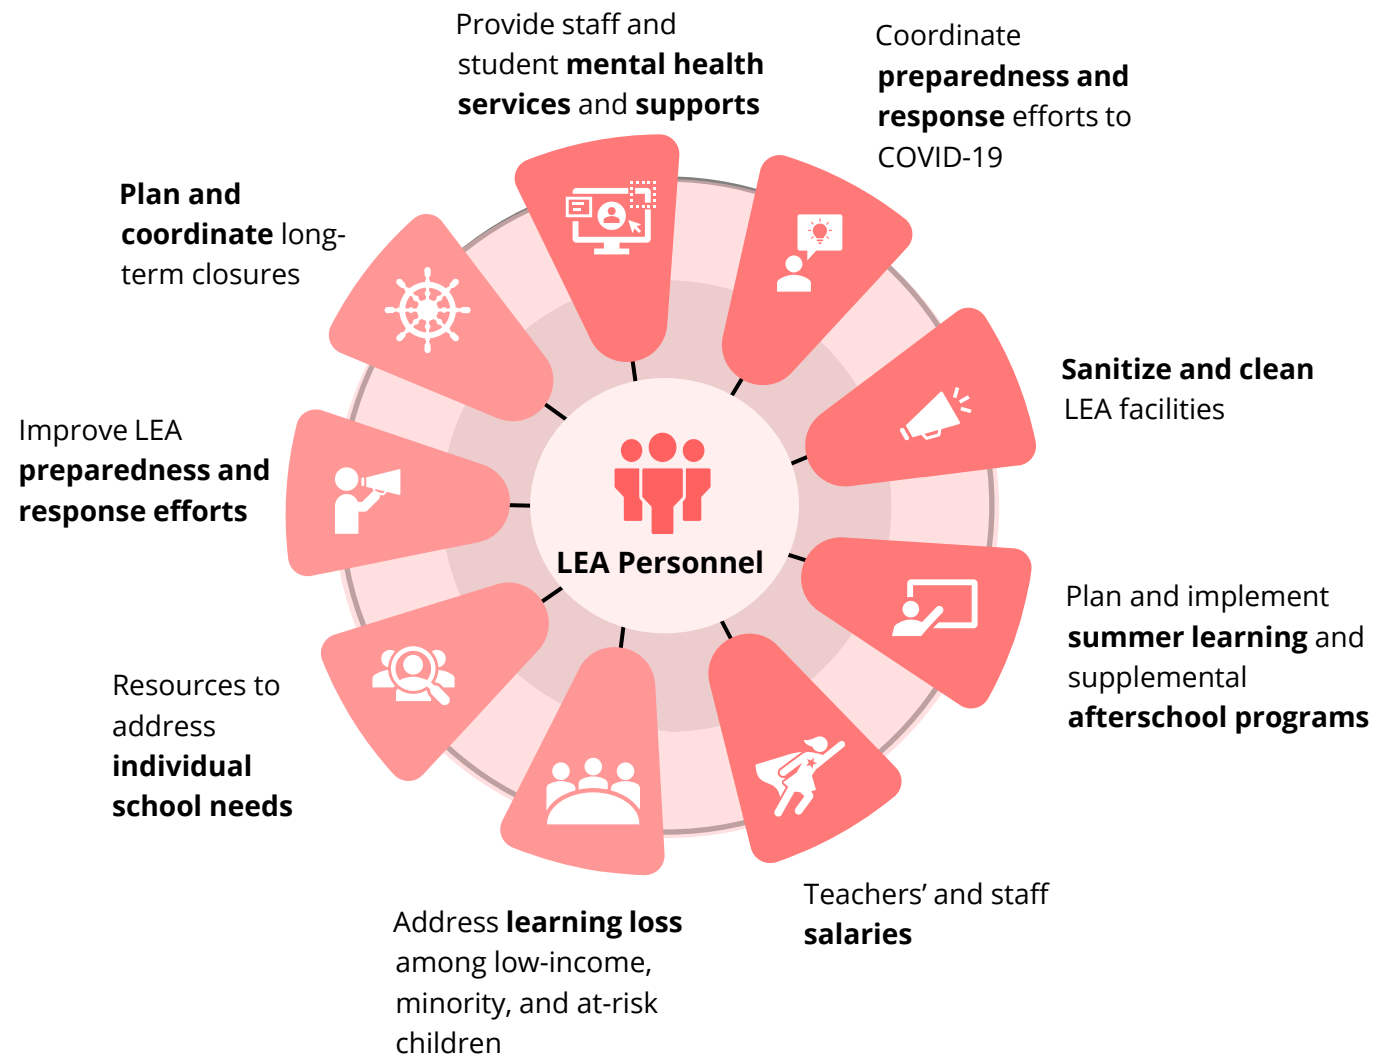 Provide staff and
student mental health
services and supports
Coordinate
preparedness and
response efforts to
COVID-19
Plan and
coordinate long-
term closures
Sanitize and clean
LEA facilities
Improve LEA
preparedness and
response efforts
LEA Personnel
Plan and implement
summer learning and
supplemental
afterschool programs
Resources to
address
individual
school needs
Teachers’ and staff
salaries
Address learning loss
among low-income,
minority, and at-risk
children